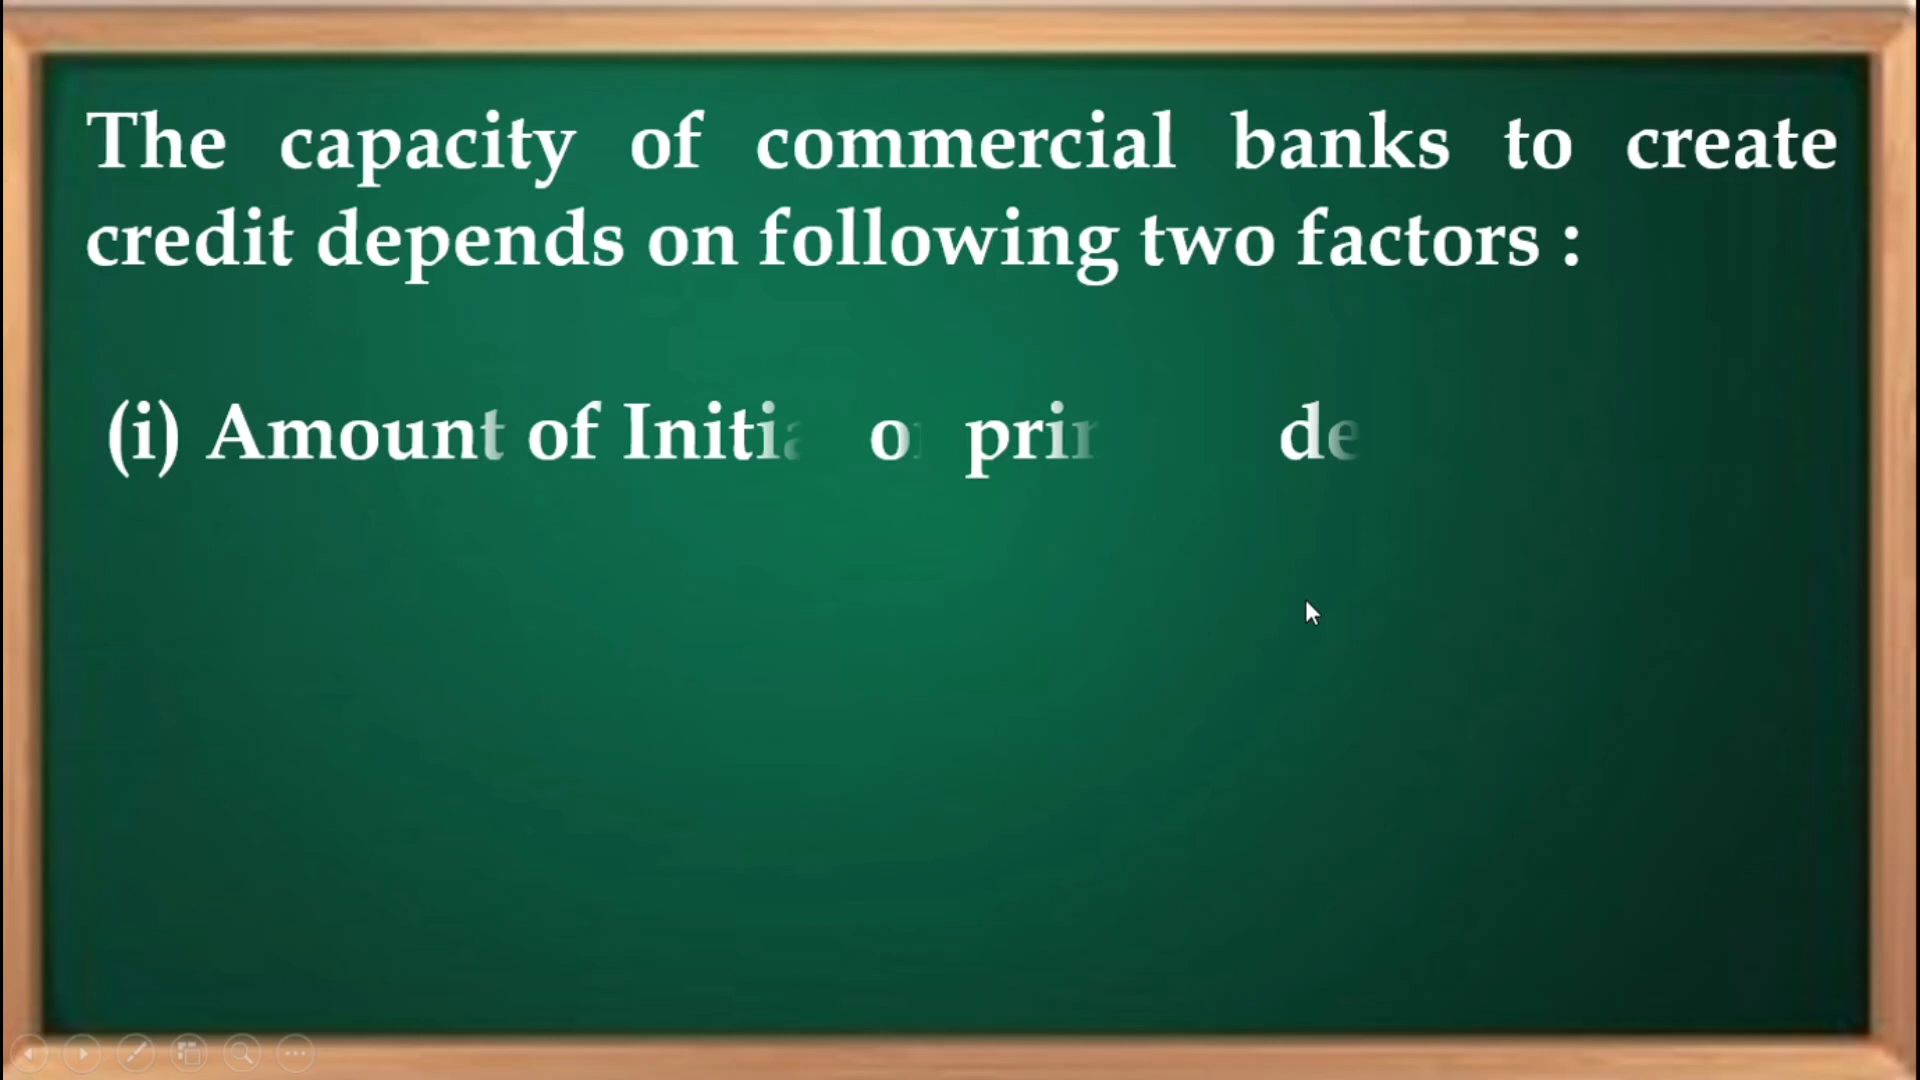 The capacity of commercial banks to create
credit depends on following two factors :
(i) Amount of